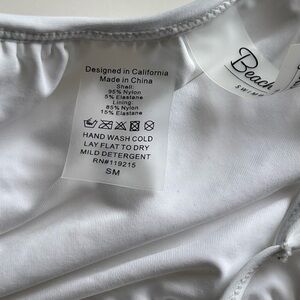 Designed in California
Made in China
Shell:
95% Nylon
5% Elastane
Lining:
85% Nylon
15% Elastane
HAND WASH COLD
LAY FLAT TO DRY
MILD DETERGENT
RN#119215
SM
Beach